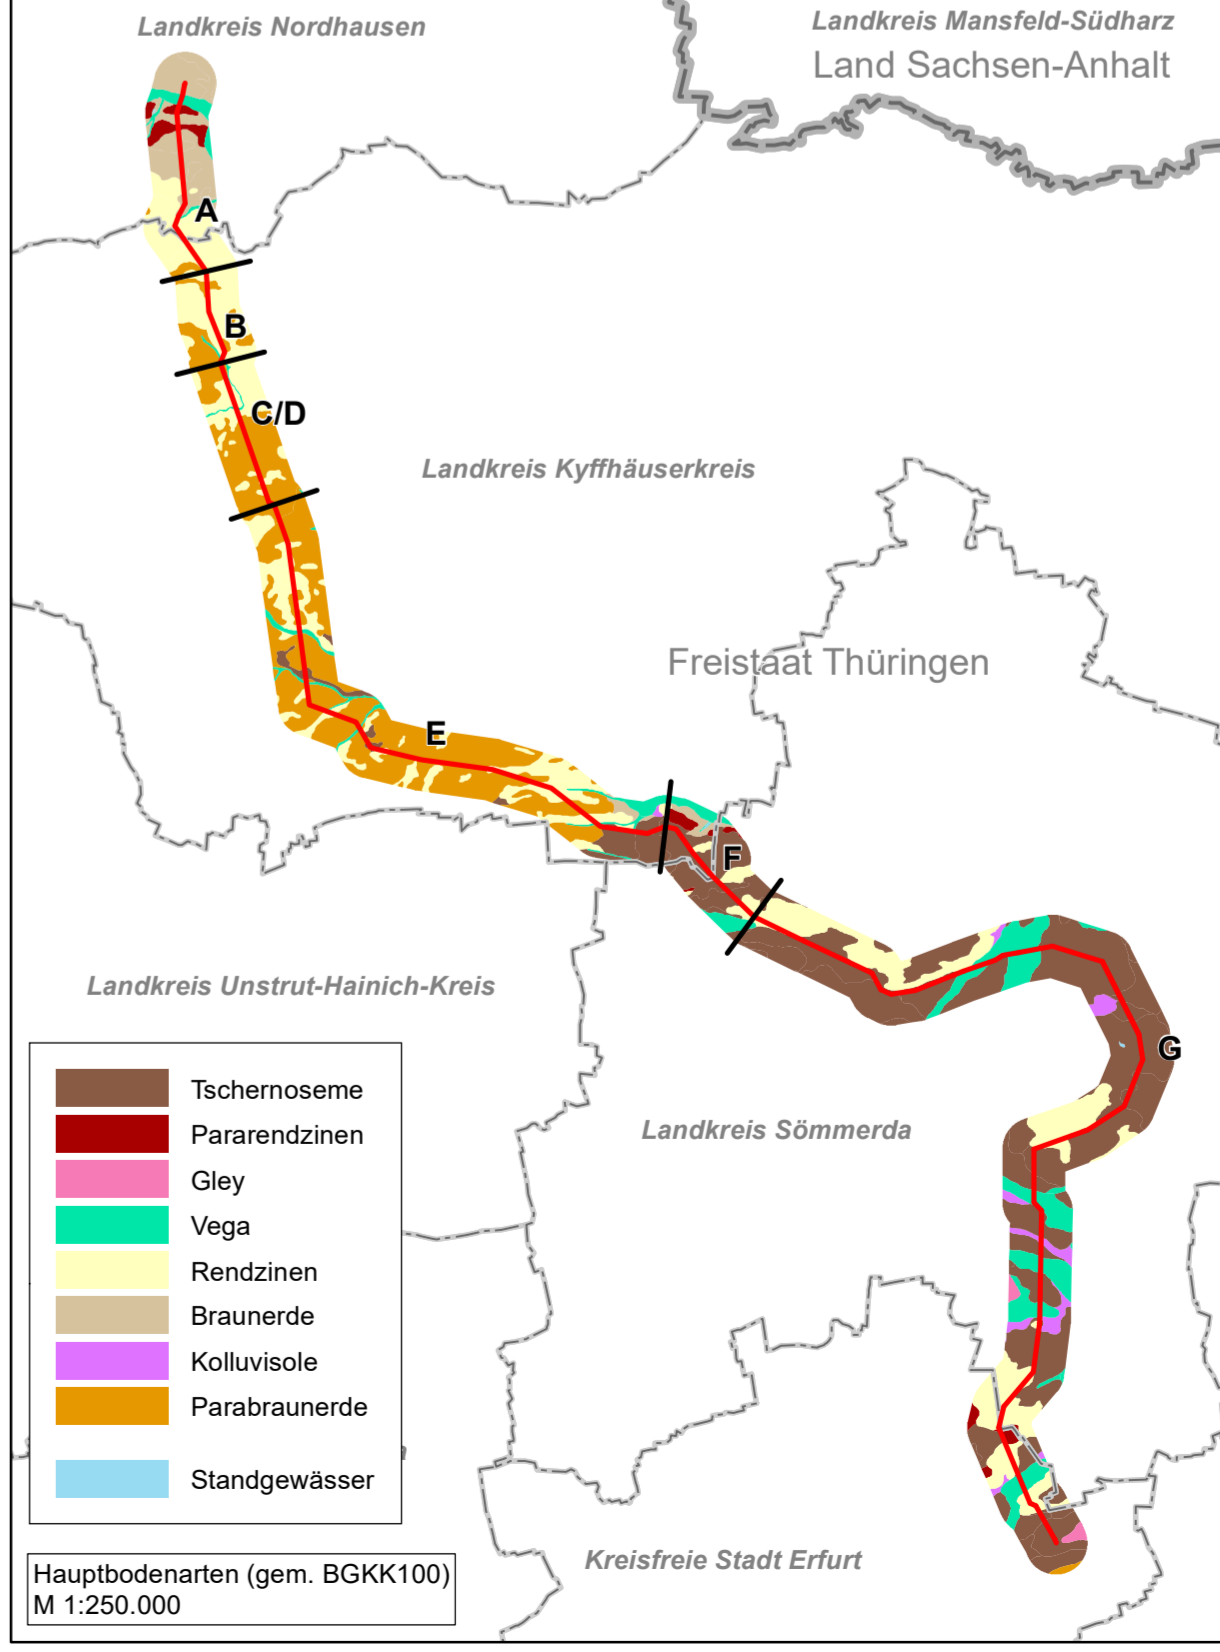 Landkreis Nordhausen
Landkreis Mansfeld-Südharz
Land Sachsen-Anhalt
A
B
C/D
Landkreis Kyffhäuserkreis
Freistaat Thüringen
E
F
Landkreis Unstrut-Hainich-Kreis
G
Landkreis Sömmerda
Tschernoseme
Pararendzinen
Gley
Vega
Rendzinen
Braunerde
Kolluvisole
Parabraunerde
Standgewässer
Kreisfreie Stadt Erfurt
Hauptbodenarten (gem. BGKK100)
M 1:250.000